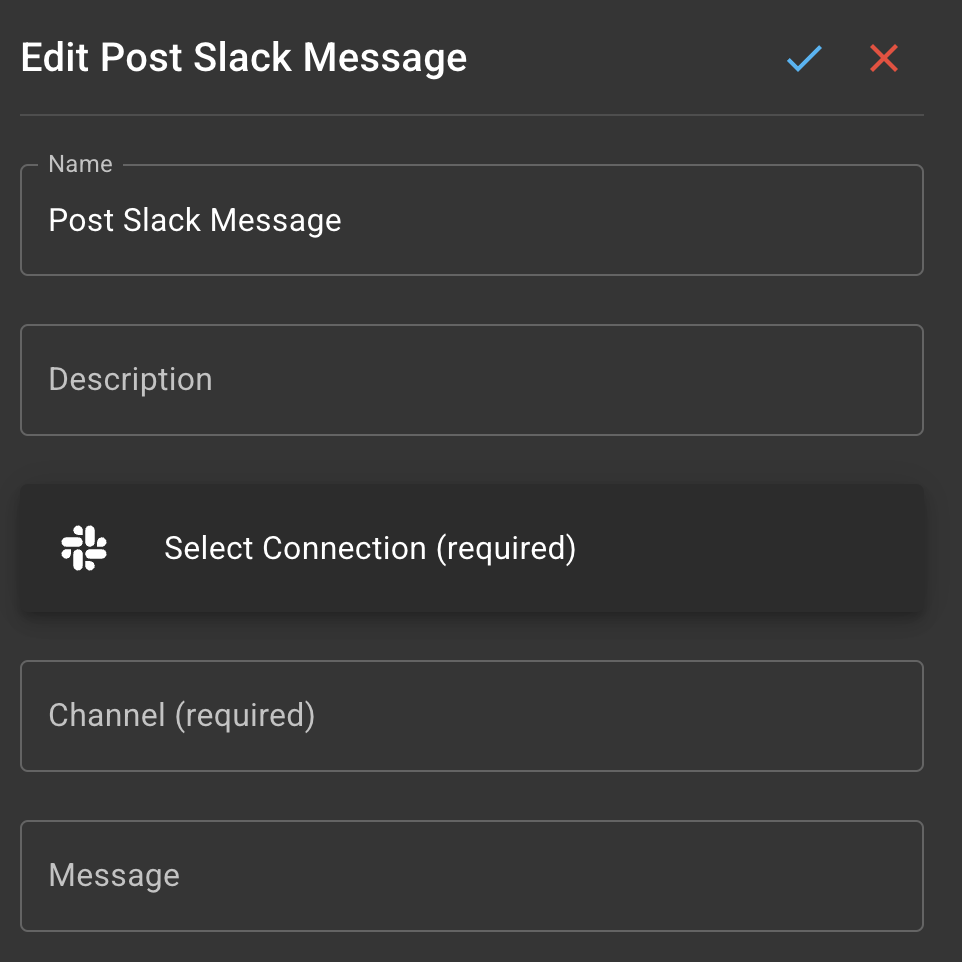 Edit Post Slack Message
Name
Post Slack Message
Description
Select Connection (required)
Channel (required)
Message